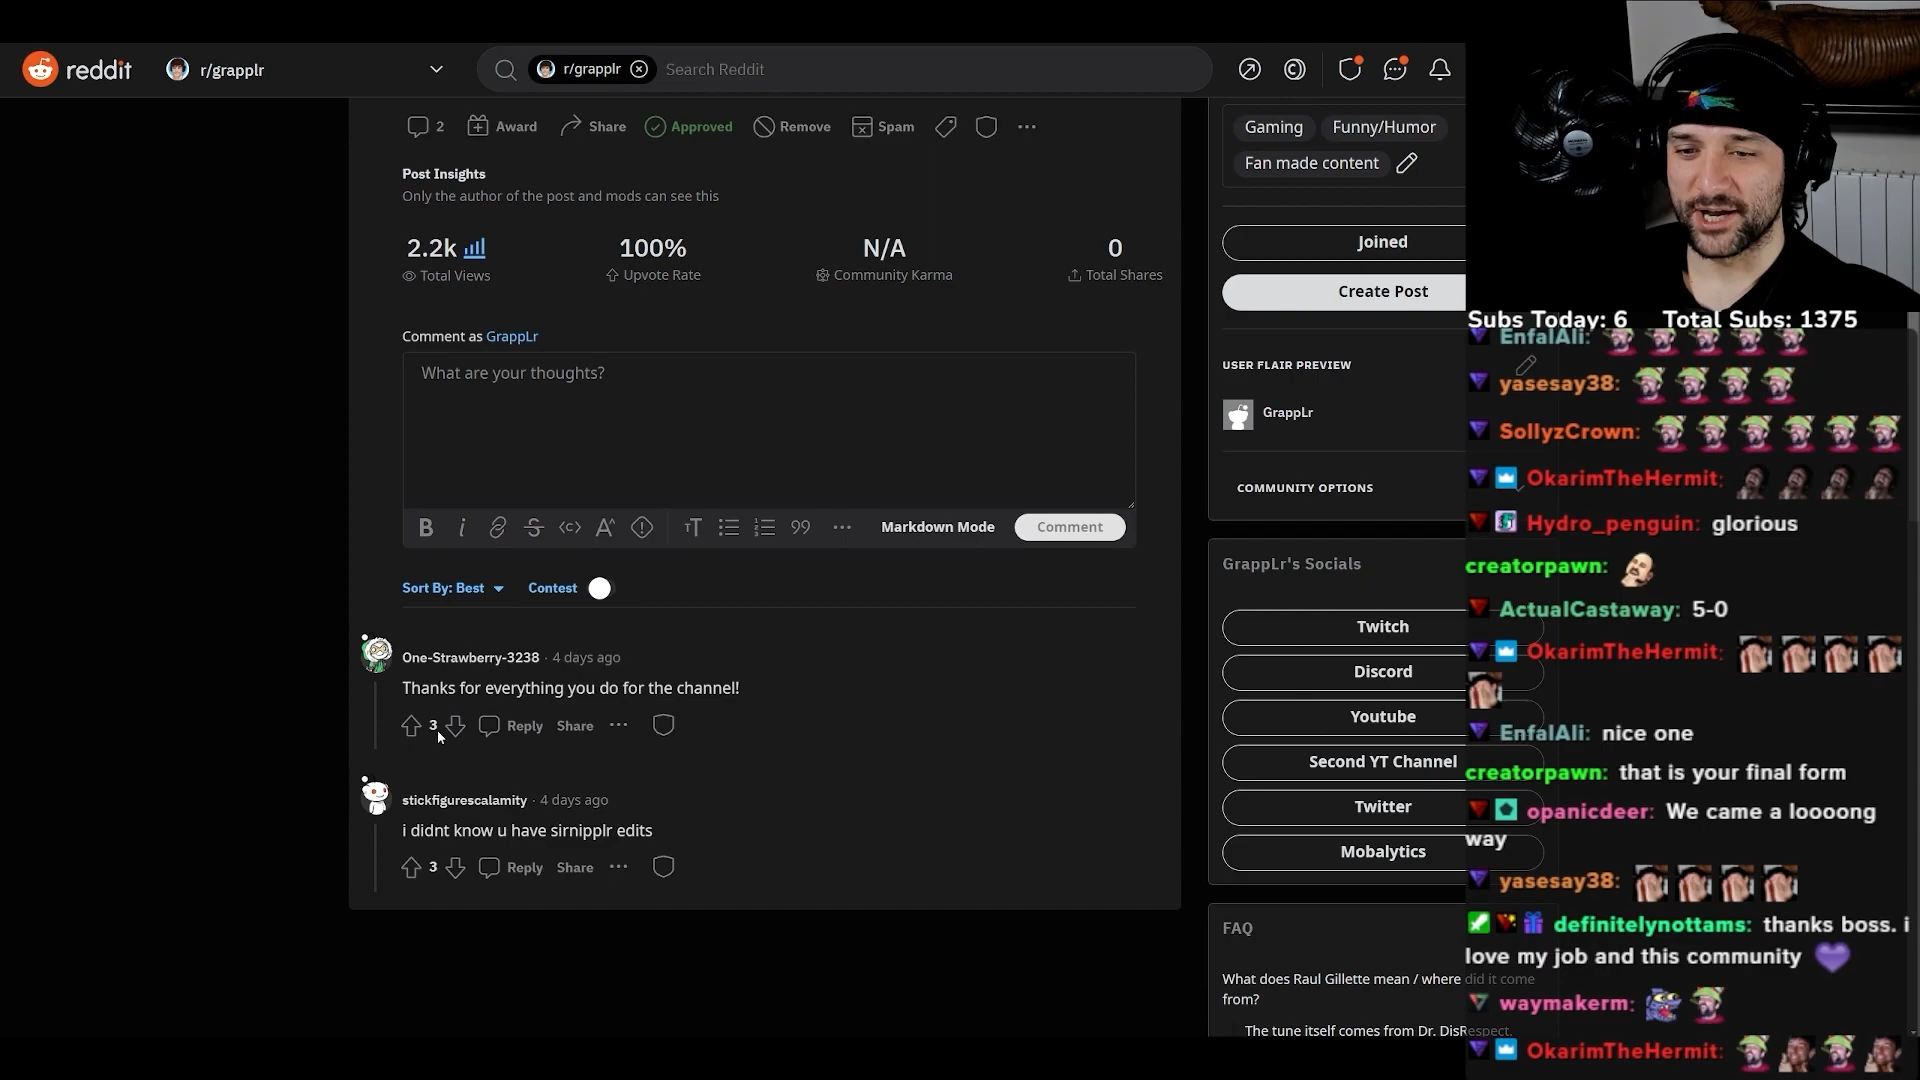 reddit
r/grapplr
r/grapplr
Search Reddit
2
Award
Share
Approved
Remove
Spam
Post Insights
Only the author of the post and mods can see this
2.2k
Total Views
100%
Upvote Rate
N/A
Community Karma
0
Total Shares
Comment as GrappLr
What are your thoughts?
Markdown Mode
Comment
Sort By: Best
Contest
One-Strawberry-3238 · 4 days ago
Thanks for everything you do for the channel!
3
Reply
Share
stickfigurescalamity · 4 days ago
i didnt know u have sirnipplr edits
3
Reply
Share
Gaming
Funny/Humor
Fan made content
Joined
Create Post
USER FLAIR PREVIEW
GrappLr
COMMUNITY OPTIONS
GrappLr's Socials
Twitch
Discord
Youtube
Second YT Channel
Twitter
Mobalytics
FAQ
What does Raul Gillette mean / where did it come
from?
The tune itself comes from Dr. DisRespect.
Subs Today: 6 Total Subs: 1375
EnfalAli:
yasesay38:
SollyzCrown:
OkarimTheHermit:
Hydro_penguin: glorious
creatorpawn:
ActualCastaway: 5-0
OkarimTheHermit:
EnfalAli: nice one
creatorpawn: that is your final form
opanicdeer: We came a loooong
way
yasesay38:
definitelynottams: thanks boss. i
love my job and this community
waymakerm:
OkarimTheHermit: